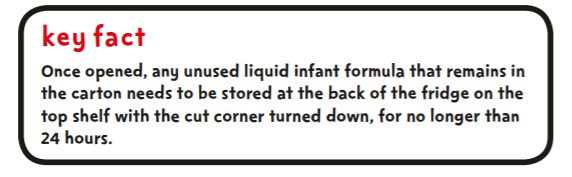 key fact
Once opened, any unused liquid infant formula that remains in
the carton needs to be stored at the back of the fridge on the
top shelf with the cut corner turned down, for no longer than
24 hours.